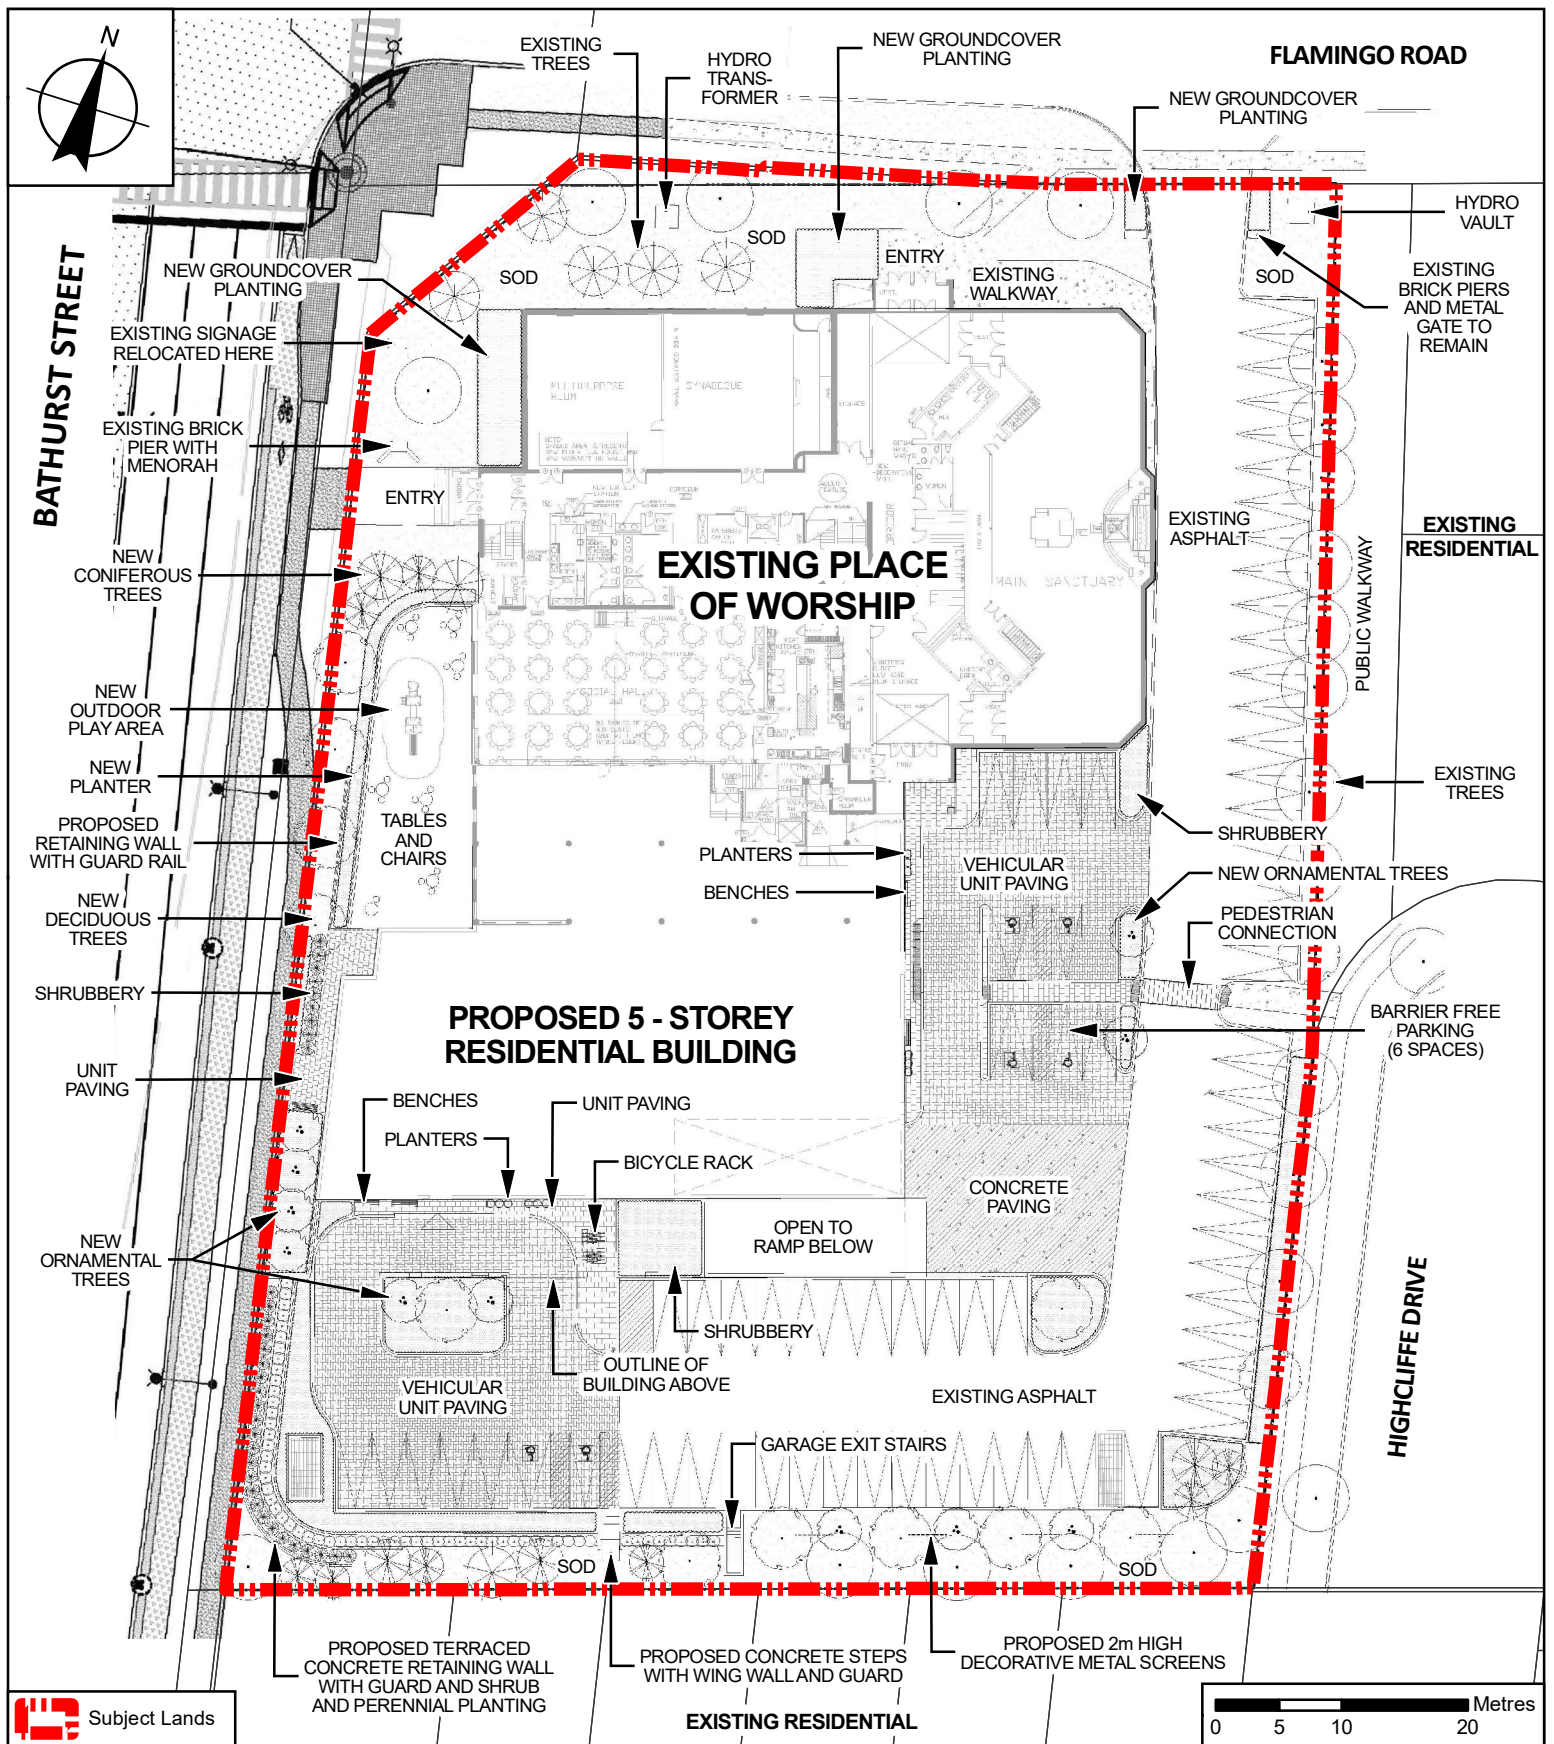 N
EXISTING
TREES
HYDRO
TRANS-
FORMER
NEW GROUNDCOVER
PLANTING
FLAMINGO ROAD
NEW GROUNDCOVER
PLANTING
HYDRO
VAULT
SOD
SOD
ENTRY
EXISTING
WALKWAY
SOD
EXISTING
BRICK PIERS
AND METAL
GATE TO
REMAIN
NEW GROUNDCOVER
PLANTING
EXISTING SIGNAGE
RELOCATED HERE
BATHURST STREET
EXISTING BRICK
PIER WITH
MENORAH
ENTRY
SYNAGOGUE
CORRIDOR
WOMEN
EXISTING
ASPHALT
EXISTING
RESIDENTIAL
NEW
CONIFEROUS
TREES
EXISTING PLACE
OF WORSHIP
MAIN SANCTUARY
PUBLIC WALKWAY
SOCIAL HALL
NEW
OUTDOOR
PLAY AREA
NEW
PLANTER
EXISTING
TREES
PROPOSED
RETAINING WALL
WITH GUARD RAIL
TABLES
AND
CHAIRS
SHRUBBERY
PLANTERS
BENCHES
VEHICULAR
UNIT PAVING
NEW ORNAMENTAL TREES
NEW
DECIDUOUS
TREES
PEDESTRIAN
CONNECTION
SHRUBBERY
PROPOSED 5 - STOREY
RESIDENTIAL BUILDING
BARRIER FREE
PARKING
(6 SPACES)
UNIT
PAVING
BENCHES
UNIT PAVING
PLANTERS
BICYCLE RACK
CONCRETE
PAVING
OPEN TO
RAMP BELOW
NEW
ORNAMENTAL
TREES
SHRUBBERY
OUTLINE OF
BUILDING ABOVE
VEHICULAR
UNIT PAVING
EXISTING ASPHALT
HIGHCLIFFE DRIVE
GARAGE EXIT STAIRS
SOD
SOD
PROPOSED TERRACED
CONCRETE RETAINING WALL
WITH GUARD AND SHRUB
AND PERENNIAL PLANTING
PROPOSED CONCRETE STEPS
WITH WING WALL AND GUARD
PROPOSED 2m HIGH
DECORATIVE METAL SCREENS
Subject Lands
EXISTING RESIDENTIAL
Metres
0 5 10 20